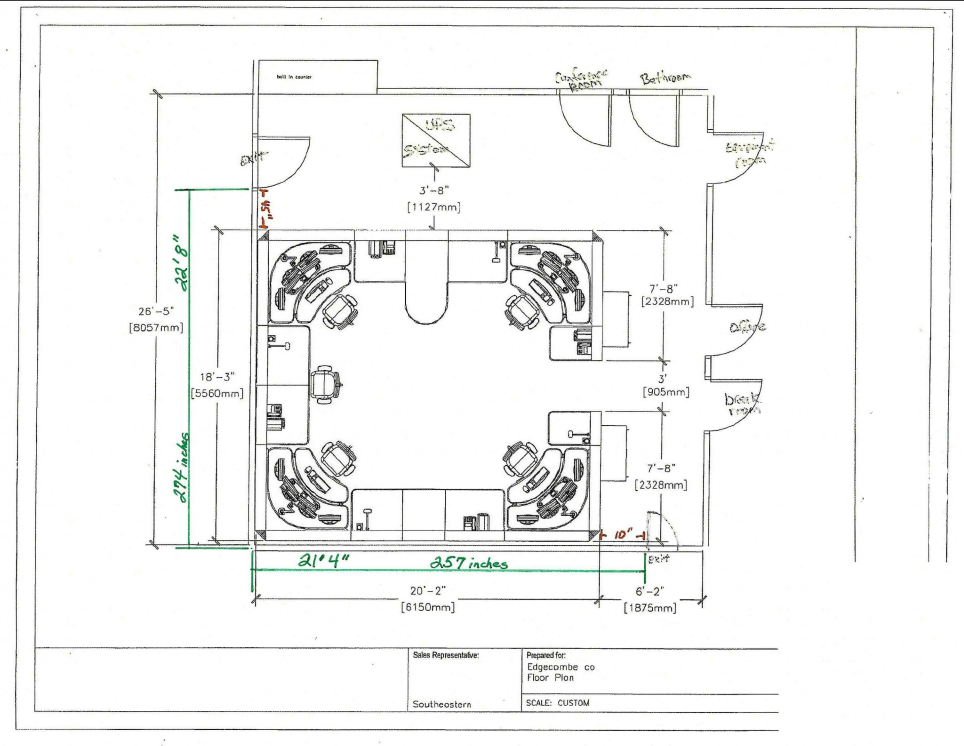 built in counter
Conference
Room
Bathroom
UPS
System
Exit
Equipment
room
3'-8"
[1127mm]
45"
22'8"
26'-5"
[8057mm]
7'-8"
[2328mm]
Office
18'-3"
[5560mm]
3'
[905mm]
break
room
274 inches
7'-8"
[2328mm]
10"
Exit
21'4"
257 inches
20'-2"
[6150mm]
6'-2"
[1875mm]
Sales Representative:
Southeastern
Prepared for:
Edgecombe co
Floor Plan
SCALE: CUSTOM